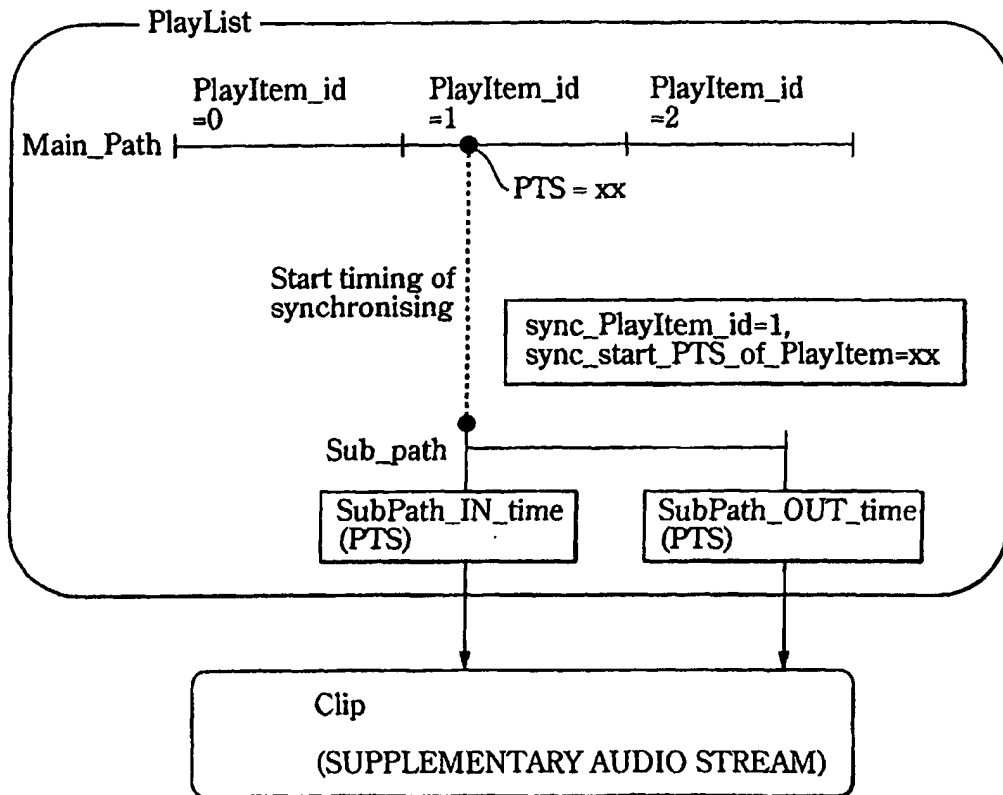 PlayList
PlayItem_id
=0
PlayItem_id
=1
PlayItem_id
=2
Main_Path
PTS = xx
Start timing of
synchronising
sync_PlayItem_id=1,
sync_start_PTS_of_PlayItem=xx
Sub_path
SubPath_IN_time
(PTS)
SubPath_OUT_time
(PTS)
Clip
(SUPPLEMENTARY AUDIO STREAM)